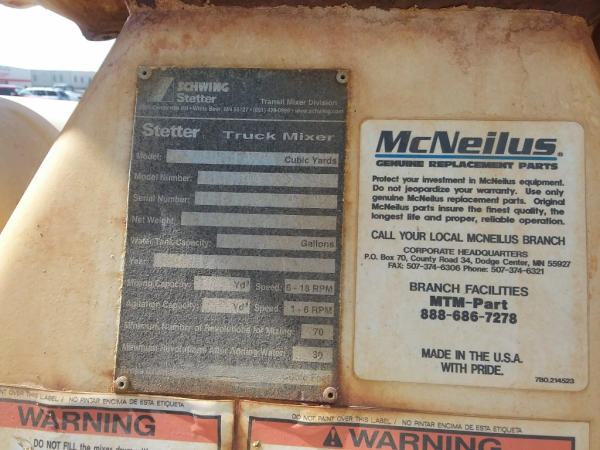 SCHWING
Stetter
Transit Mixer Division
Stetter Truck Mixer
Model: Cubic Yards
Model Number:
Serial Number:
Net Weight:
Water Tank Capacity: Gallons
Year:
Mixing Capacity: Yd³ Speed: 6 - 18 RPM
Agitation Capacity: Yd³ Speed: 1 - 6 RPM
Minimum Number of Revolutions for Mixing: 70
Minimum Revolutions After Adding Water: 30
McNeilus®
GENUINE REPLACEMENT PARTS
Protect your investment in McNeilus equipment.
Do not jeopardize your warranty. Use only
genuine McNeilus replacement parts. Original
McNeilus parts insure the finest quality, the
longest life and proper, reliable operation.
CALL YOUR LOCAL MCNEILUS BRANCH
CORPORATE HEADQUARTERS
P.O. Box 70, County Road 34, Dodge Center, MN 55927
FAX: 507-374-6306 Phone: 507-374-6321
BRANCH FACILITIES
MTM-Part
888-686-7278
MADE IN THE U.S.A.
WITH PRIDE.
7B0.214523
PAINT OVER THIS LABEL / NO PINTAR ENCIMA DE ESTA ETIQUETA
WARNING
DO NOT FILL the mixer drum
DO NOT PAINT OVER THIS LABEL / NO PINTAR ENCIMA DE ESTA ETIQUETA
WARNING